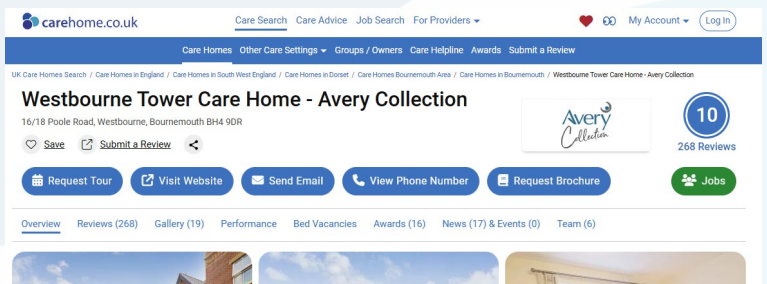 carehome.co.uk
Care Search Care Advice Job Search For Providers
My Account
Log In
Care Homes Other Care Settings Groups / Owners Care Helpline Awards Submit a Review
UK Care Homes Search / Care Homes in England / Care Homes in South West England / Care Homes in Dorset / Care Homes Bournemouth Area / Care Homes in Bournemouth / Westbourne Tower Care Home - Avery Collection
Westbourne Tower Care Home - Avery Collection
16/18 Poole Road, Westbourne, Bournemouth BH4 9DR
Save Submit a Review
Avery
Collection
10
268 Reviews
Request Tour Visit Website Send Email View Phone Number Request Brochure Jobs
Overview Reviews (268) Gallery (19) Performance Bed Vacancies Awards (16) News (17) & Events (0) Team (6)